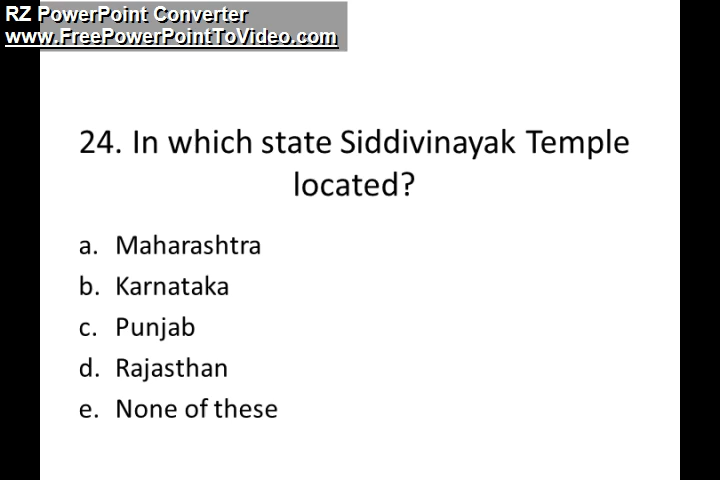 RZ PowerPoint Converter
www.FreePowerPointToVideo.com
24. In which state Siddivinayak Temple
located?
a. Maharashtra
b. Karnataka
c. Punjab
d. Rajasthan
e. None of these